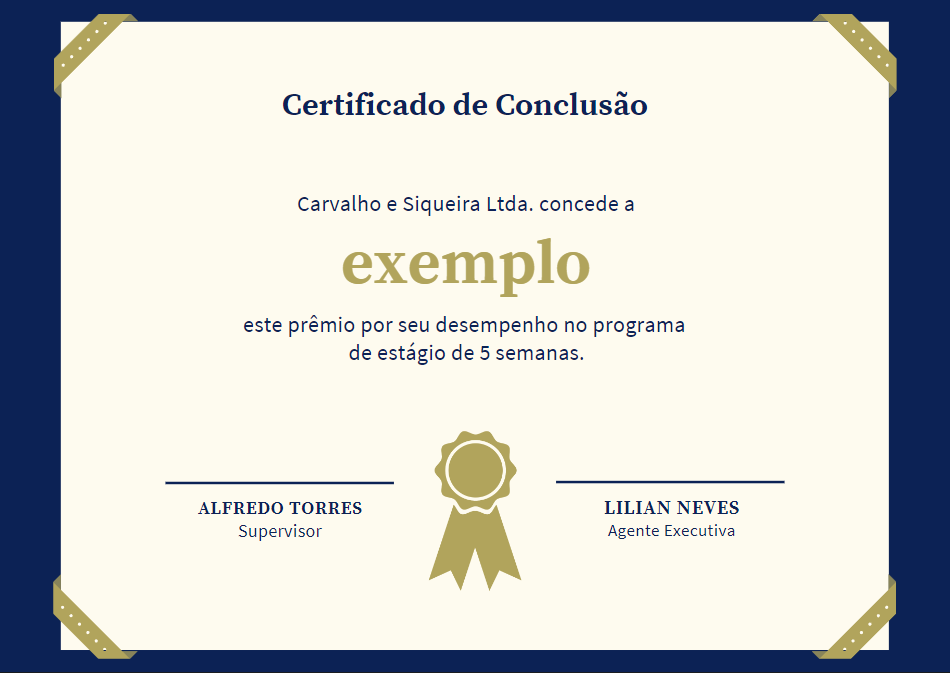 Certificado de Conclusão
Carvalho e Siqueira Ltda. concede a
exemplo
este prêmio por seu desempenho no programa
de estágio de 5 semanas.
ALFREDO TORRES
Supervisor
LILIAN NEVES
Agente Executiva